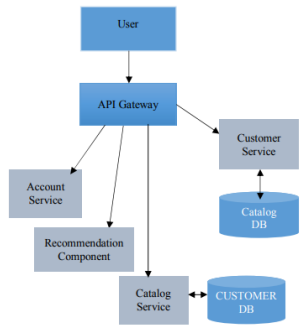 User
API Gateway
Customer
Service
Account
Service
Catalog
DB
Recommendation
Component
Catalog
Service
CUSTOMER
DB